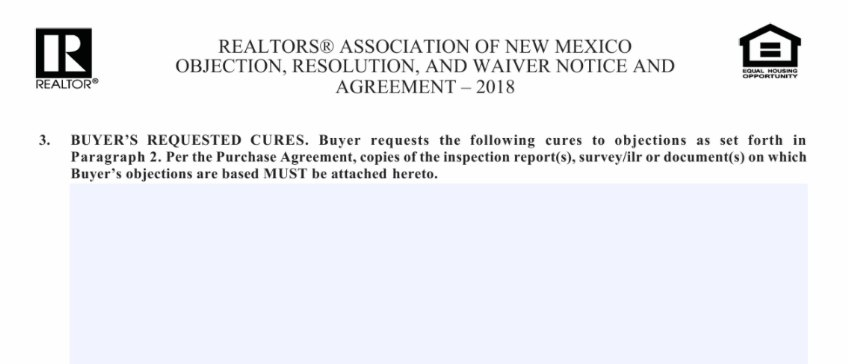 REALTORS® ASSOCIATION OF NEW MEXICO
OBJECTION, RESOLUTION, AND WAIVER NOTICE AND
AGREEMENT – 2018
REALTOR®
EQUAL HOUSING
OPPORTUNITY
3. BUYER'S REQUESTED CURES. Buyer requests the following cures to objections as set forth in
Paragraph 2. Per the Purchase Agreement, copies of the inspection report(s), survey/ilr or document(s) on which
Buyer's objections are based MUST be attached hereto.